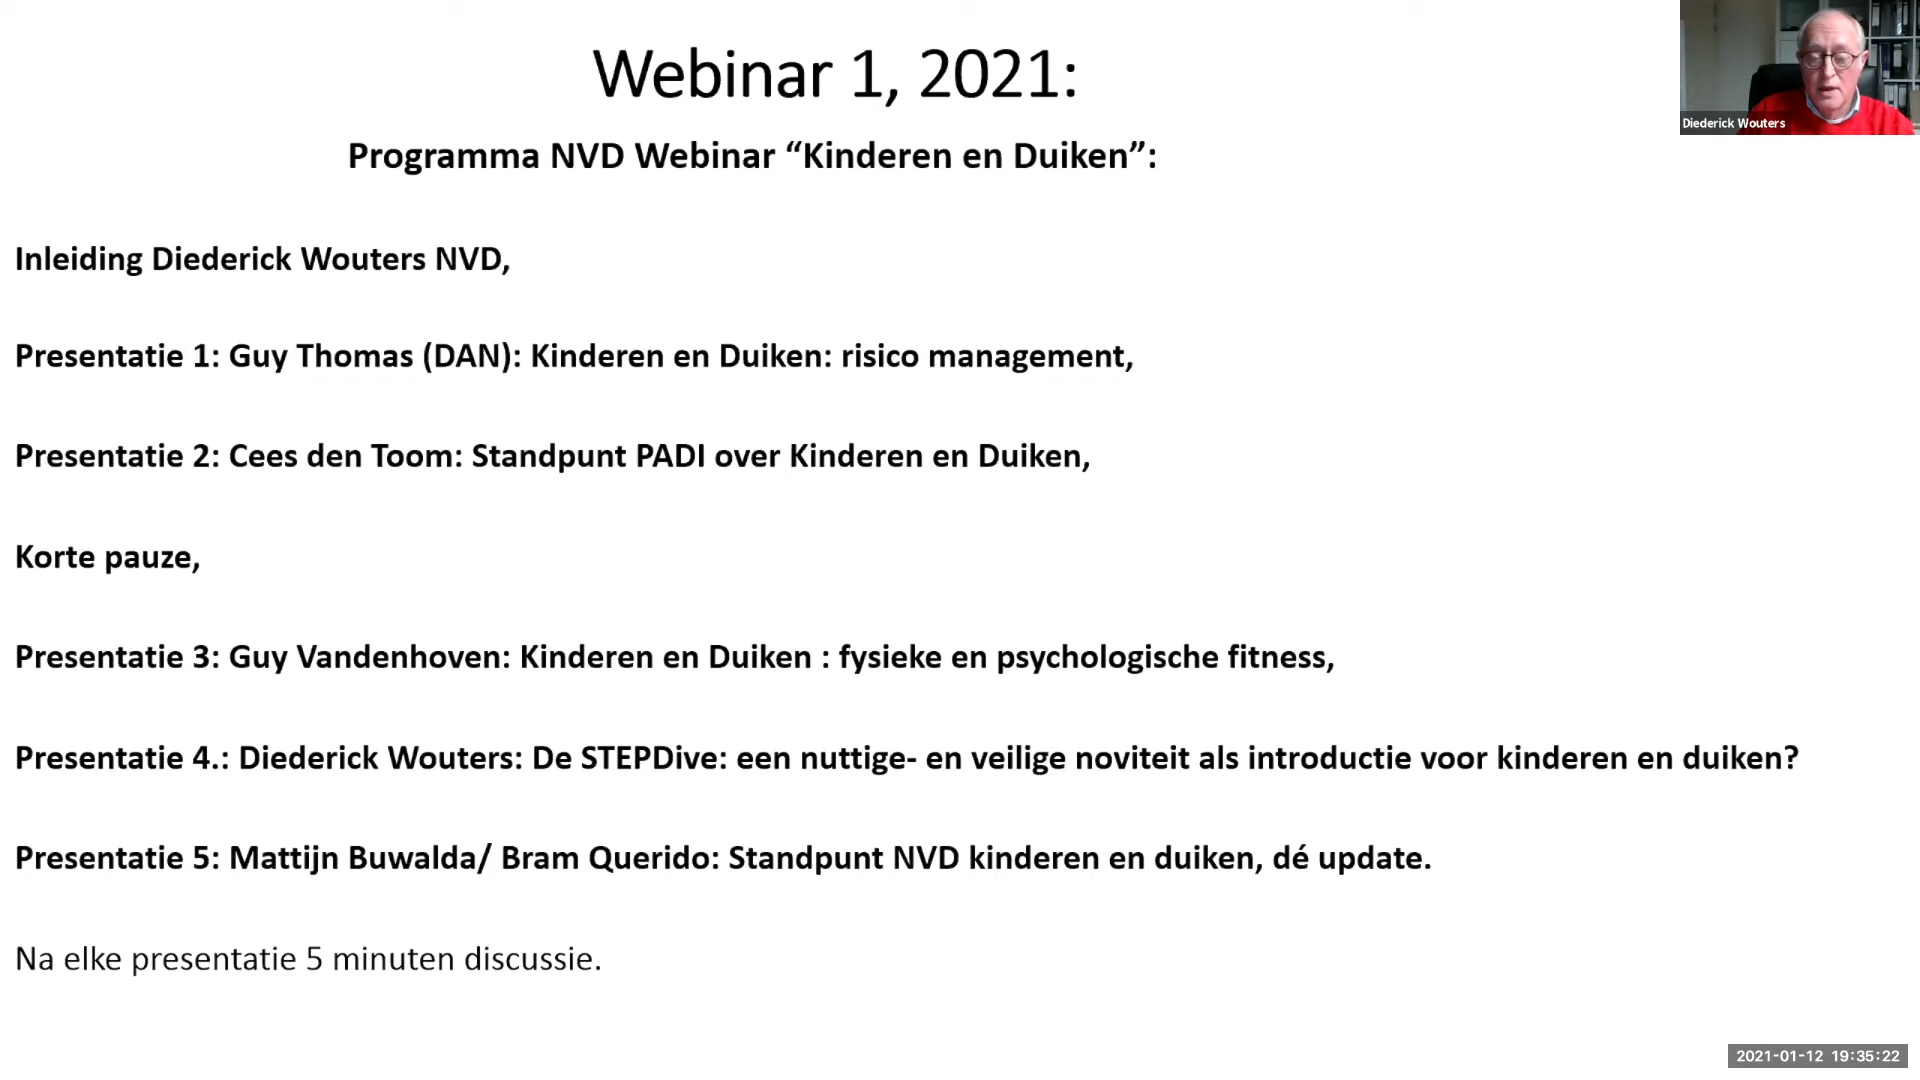 Webinar 1, 2021:
Diederick Wouters
Programma NVD Webinar “Kinderen en Duiken”:
Inleiding Diederick Wouters NVD,
Presentatie 1: Guy Thomas (DAN): Kinderen en Duiken: risico management,
Presentatie 2: Cees den Toom: Standpunt PADI over Kinderen en Duiken,
Korte pauze,
Presentatie 3: Guy Vandenhoven: Kinderen en Duiken : fysieke en psychologische fitness,
Presentatie 4.: Diederick Wouters: De STEPDive: een nuttige- en veilige noviteit als introductie voor kinderen en duiken?
Presentatie 5: Mattijn Buwalda/ Bram Querido: Standpunt NVD kinderen en duiken, dé update.
Na elke presentatie 5 minuten discussie.
2021-01-12 19:35:22